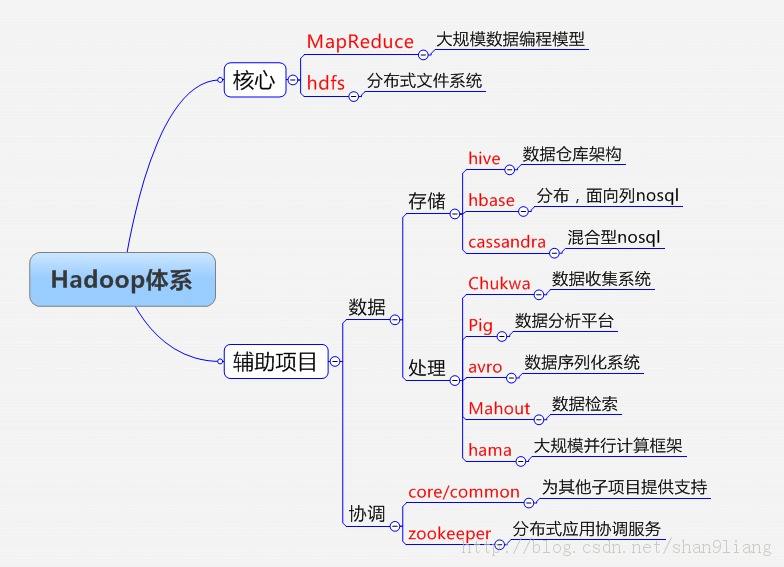 MapReduce
大规模数据编程模型
核心
hdfs
分布式文件系统
hive
数据仓库架构
存储
hbase
分布，面向列nosql
cassandra
混合型nosql
Hadoop体系
数据
Chukwa
数据收集系统
Pig
数据分析平台
辅助项目
处理
avro
数据序列化系统
Mahout
数据检索
hama
大规模并行计算框架
协调
core/common
为其他子项目提供支持
zookeeper
分布式应用协调服务
http://blog.csdn.net/shan9liang